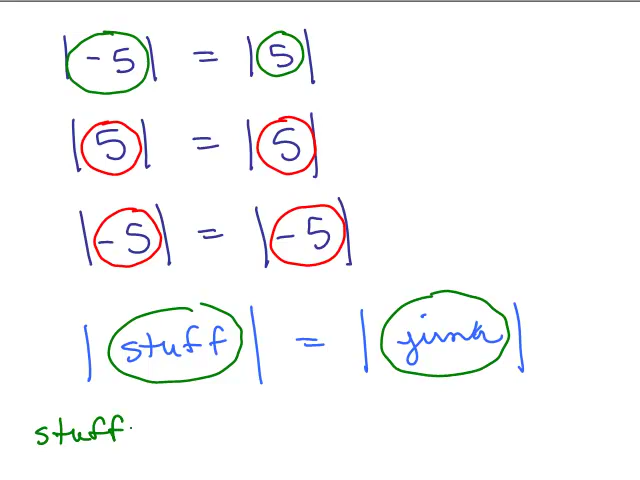 |-5| = |5|
|5| = |5|
|-5| = |-5|
|stuff| = |junk|
stuff